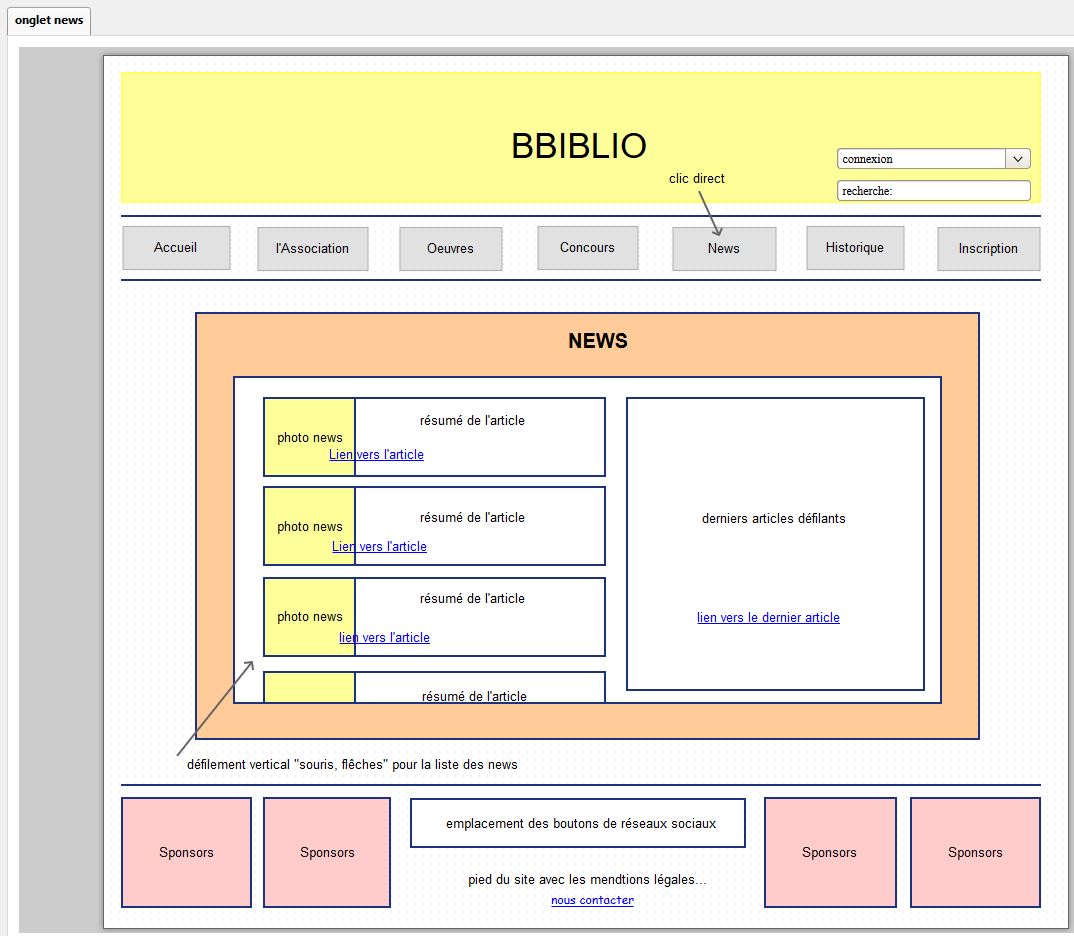 onglet news
BBIBLIO
connexion
clic direct
recherche:
Accueil
l'Association
Oeuvres
Concours
News
Historique
Inscription
NEWS
photo news
résumé de l'article
Lien vers l'article
photo news
résumé de l'article
Lien vers l'article
photo news
résumé de l'article
lien vers l'article
résumé de l'article
derniers articles défilants
lien vers le dernier article
défilement vertical "souris, flêches" pour la liste des news
Sponsors
Sponsors
emplacement des boutons de réseaux sociaux
pied du site avec les mendtions légales...
nous contacter
Sponsors
Sponsors